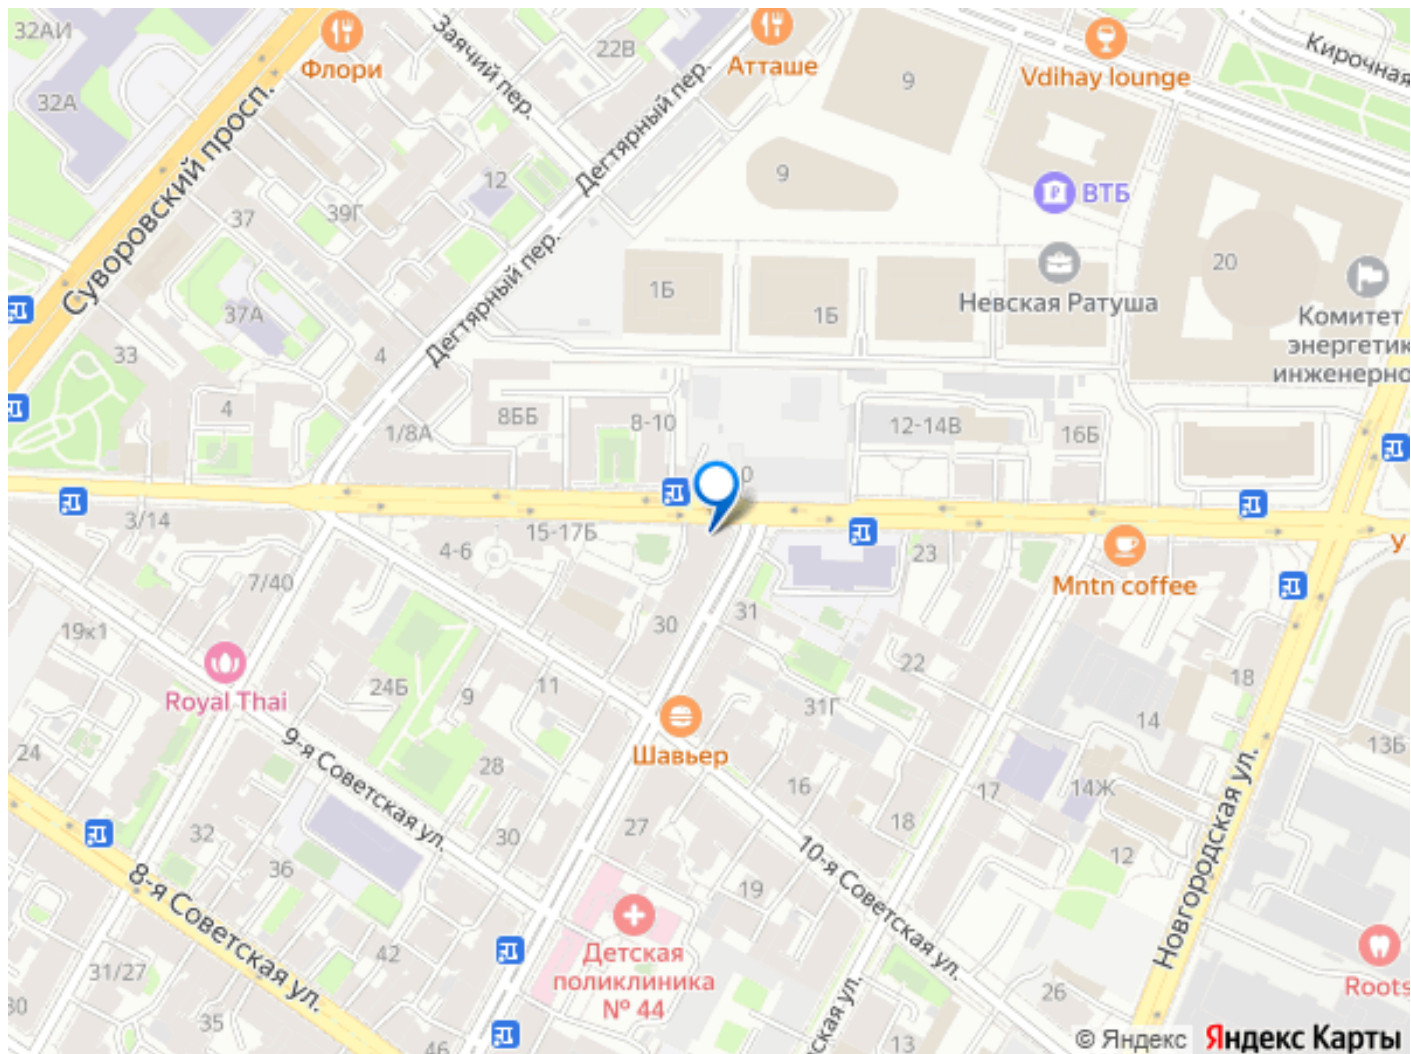 32АИ
Флори
Заячий пер.
22В
Атташе
9
Vdihay lounge
Кирочная
32А
Суворовский просп.
12
Дегтярный пер.
9
ВТБ
37
39Г
20
1Б
1Б
Невская Ратуша
Комитет
энергетик
инженерно
37А
Дегтярный пер.
33
4
4
8ББ
8-10
1/8А
12-14В
16Б
0
3/14
15-17Б
4-6
23
У
Mntn coffee
7/40
19к1
30
31
22
Royal Thai
24Б
9
11
31Г
18
24
9-я Советская ул.
Шавьер
14
13Б
28
16
17
14Ж
32
30
27
18
12
36
8-я Советская ул.
19
10-я Советская ул.
Новгородская ул.
Детская
поликлиника
№ 44
42
31/27
26
Roots
30
35
46
ская ул.
13
© Яндекс Яндекс Карты